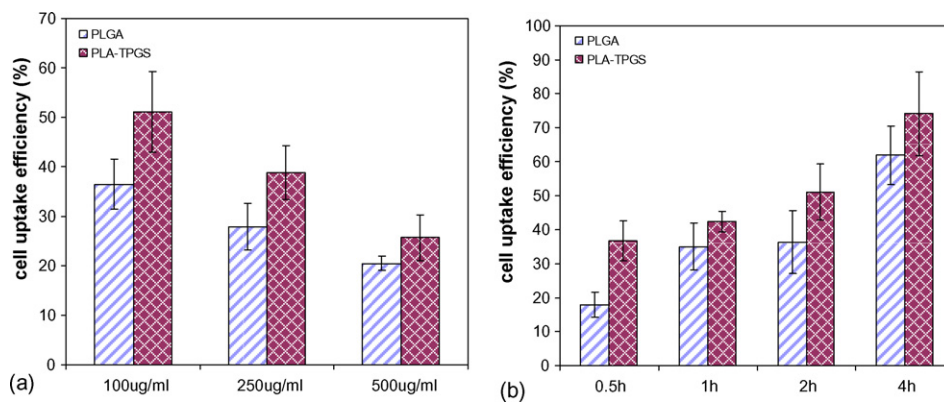 cell uptake efficiency (%)
70
60
50
40
30
20
10
0
PLGA
PLA-TPGS
100ug/ml 250ug/ml 500ug/ml
(a)
cell uptake efficiency (%)
100
90
80
70
60
50
40
30
20
10
0
PLGA
PLA-TPGS
0.5h 1h 2h 4h
(b)